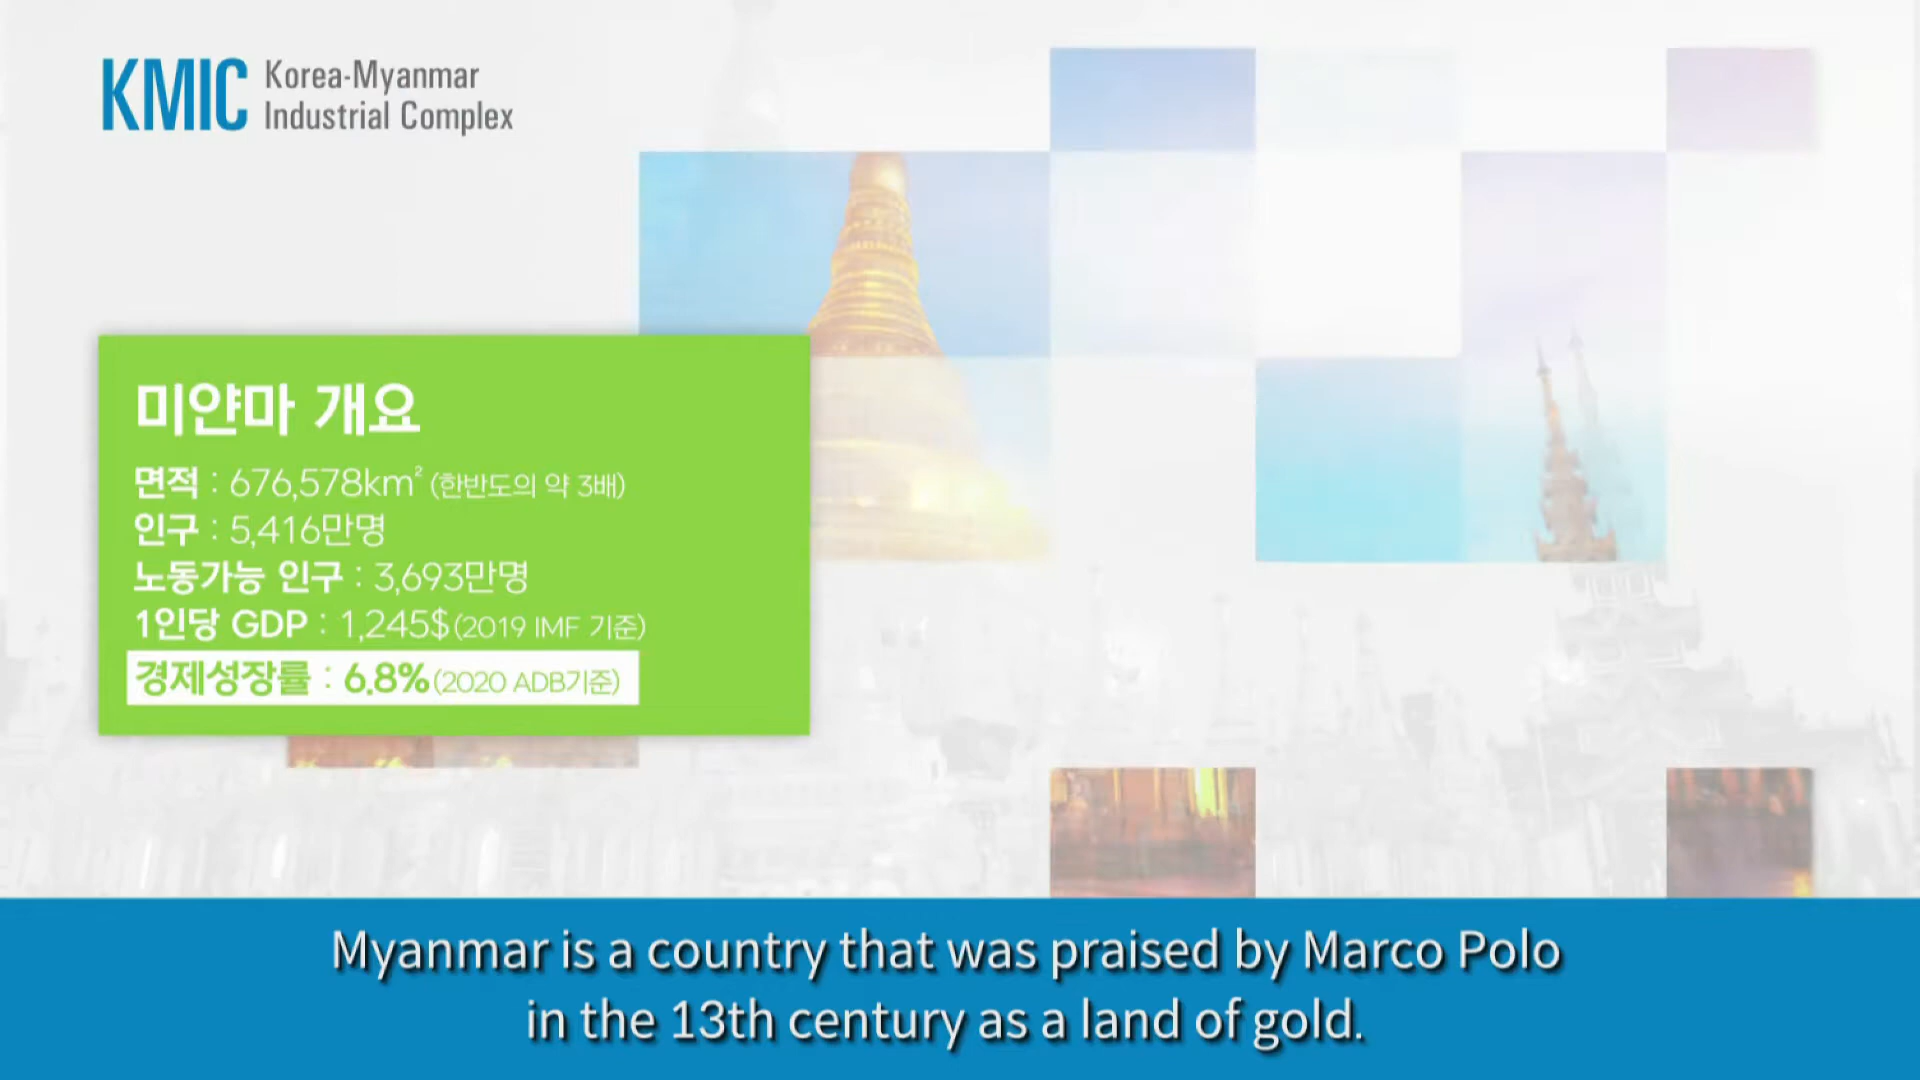 KMIC Korea-Myanmar
Industrial Complex
미얀마 개요
면적 : 676,578km² (한반도의 약 3배)
인구 : 5,416만명
노동가능 인구 : 3,693만명
1인당 GDP : 1,245$(2019 IMF 기준)
경제성장률 : 6.8%(2020 ADB기준)
Myanmar is a country that was praised by Marco Polo
in the 13th century as a land of gold.